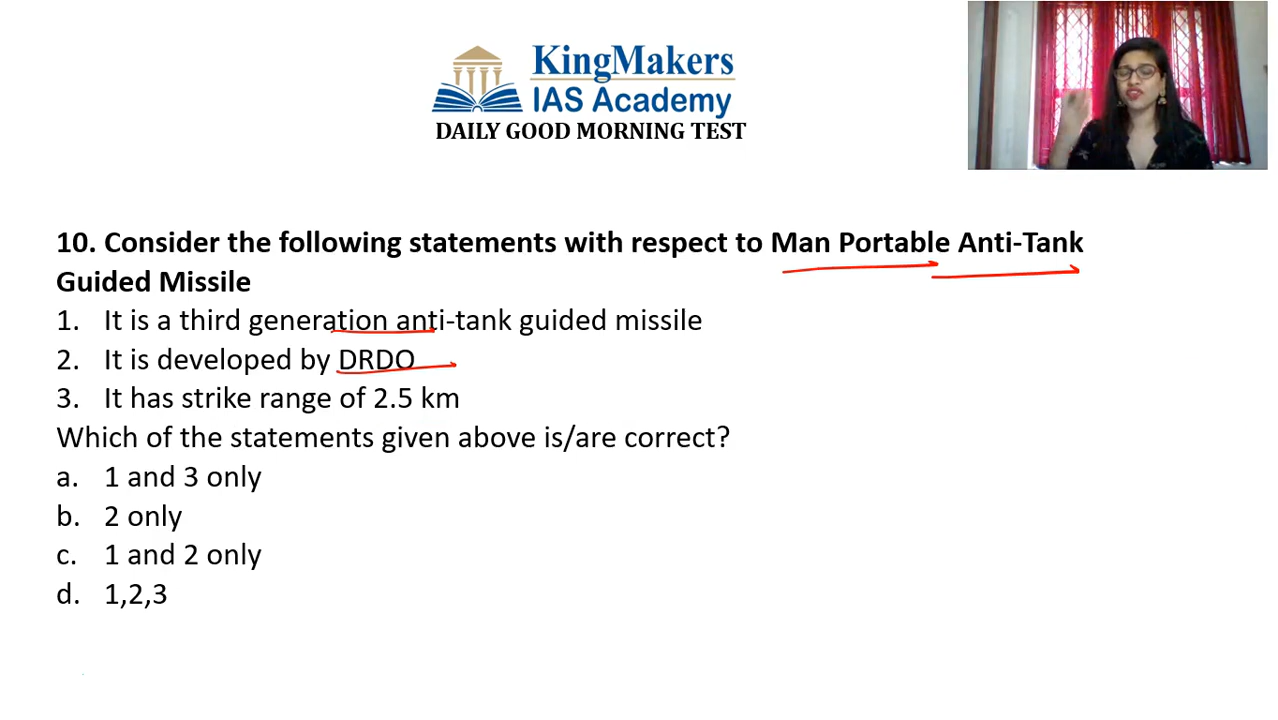 KingMakers
IAS Academy
DAILY GOOD MORNING TEST
10. Consider the following statements with respect to Man Portable Anti-Tank
Guided Missile
1. It is a third generation anti-tank guided missile
2. It is developed by DRDO
3. It has strike range of 2.5 km
Which of the statements given above is/are correct?
a. 1 and 3 only
b. 2 only
c. 1 and 2 only
d. 1,2,3